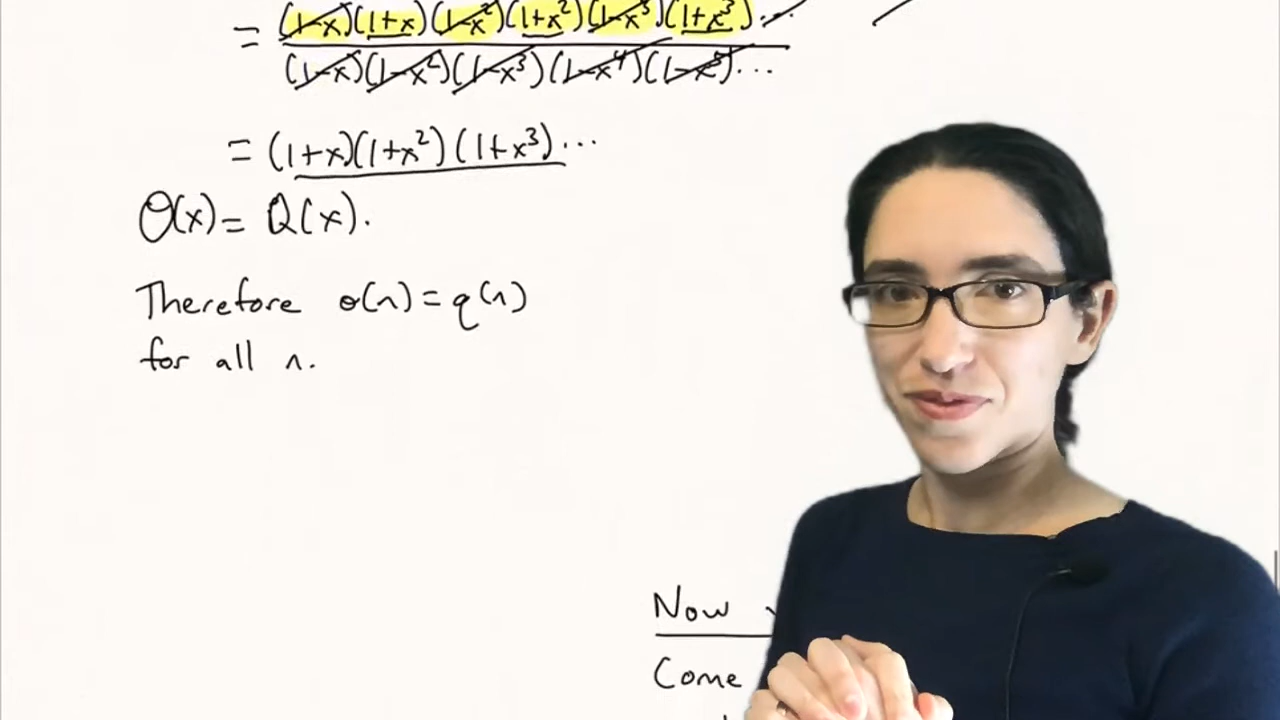 = (1-x)(1+x)(1-x²)(1+x²)(1-x³)(1+x³)...
(1-x)(1-x²)(1-x³)(1-x⁴)(1-x⁵)...
= (1+x)(1+x²)(1+x³)...
O(x) = Q(x).
Therefore o(n) = q(n)
for all n.
Now
Come